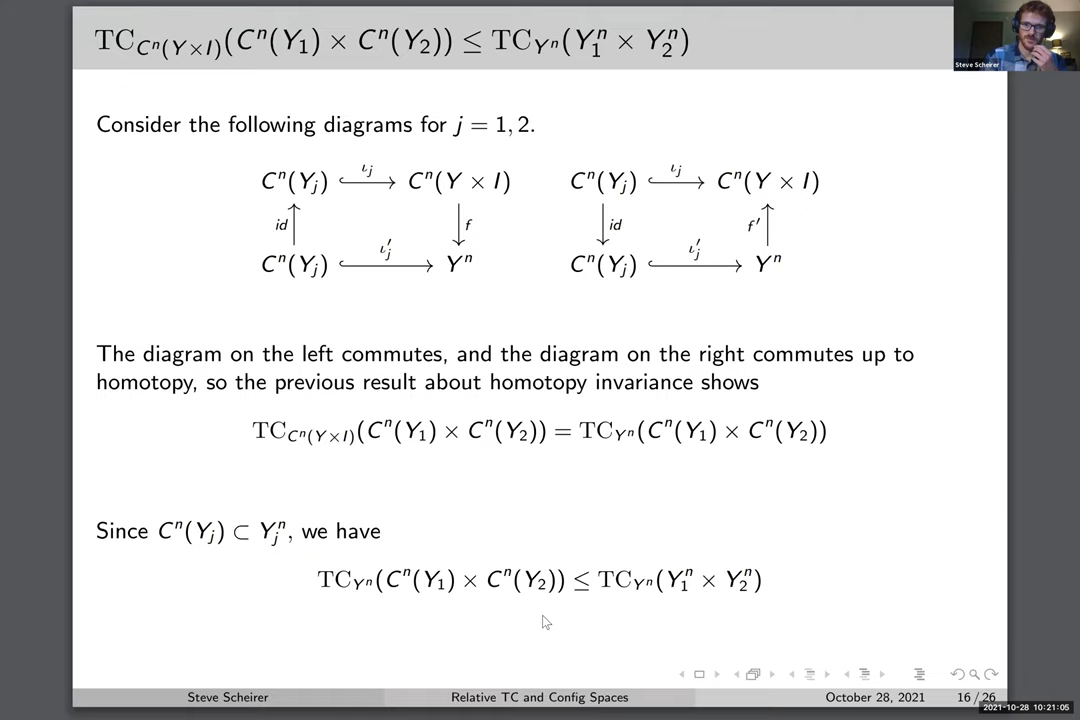 TC_{C^n(Y×I)}(C^n(Y_1) × C^n(Y_2)) ≤ TC_{Y^n}(Y_1^n × Y_2^n)
Steve Scheirer
Consider the following diagrams for j = 1, 2.
C^n(Y_j) ι_j C^n(Y × I) C^n(Y_j) ι_j C^n(Y × I)
id f id f′
C^n(Y_j) ι′_j Y^n C^n(Y_j) ι′_j Y^n
The diagram on the left commutes, and the diagram on the right commutes up to
homotopy, so the previous result about homotopy invariance shows
TC_{C^n(Y×I)}(C^n(Y_1) × C^n(Y_2)) = TC_{Y^n}(C^n(Y_1) × C^n(Y_2))
Since C^n(Y_j) ⊂ Y_j^n, we have
TC_{Y^n}(C^n(Y_1) × C^n(Y_2)) ≤ TC_{Y^n}(Y_1^n × Y_2^n)
Steve Scheirer Relative TC and Config Spaces October 28, 2021 16 / 26
2021-10-28 10:21:05